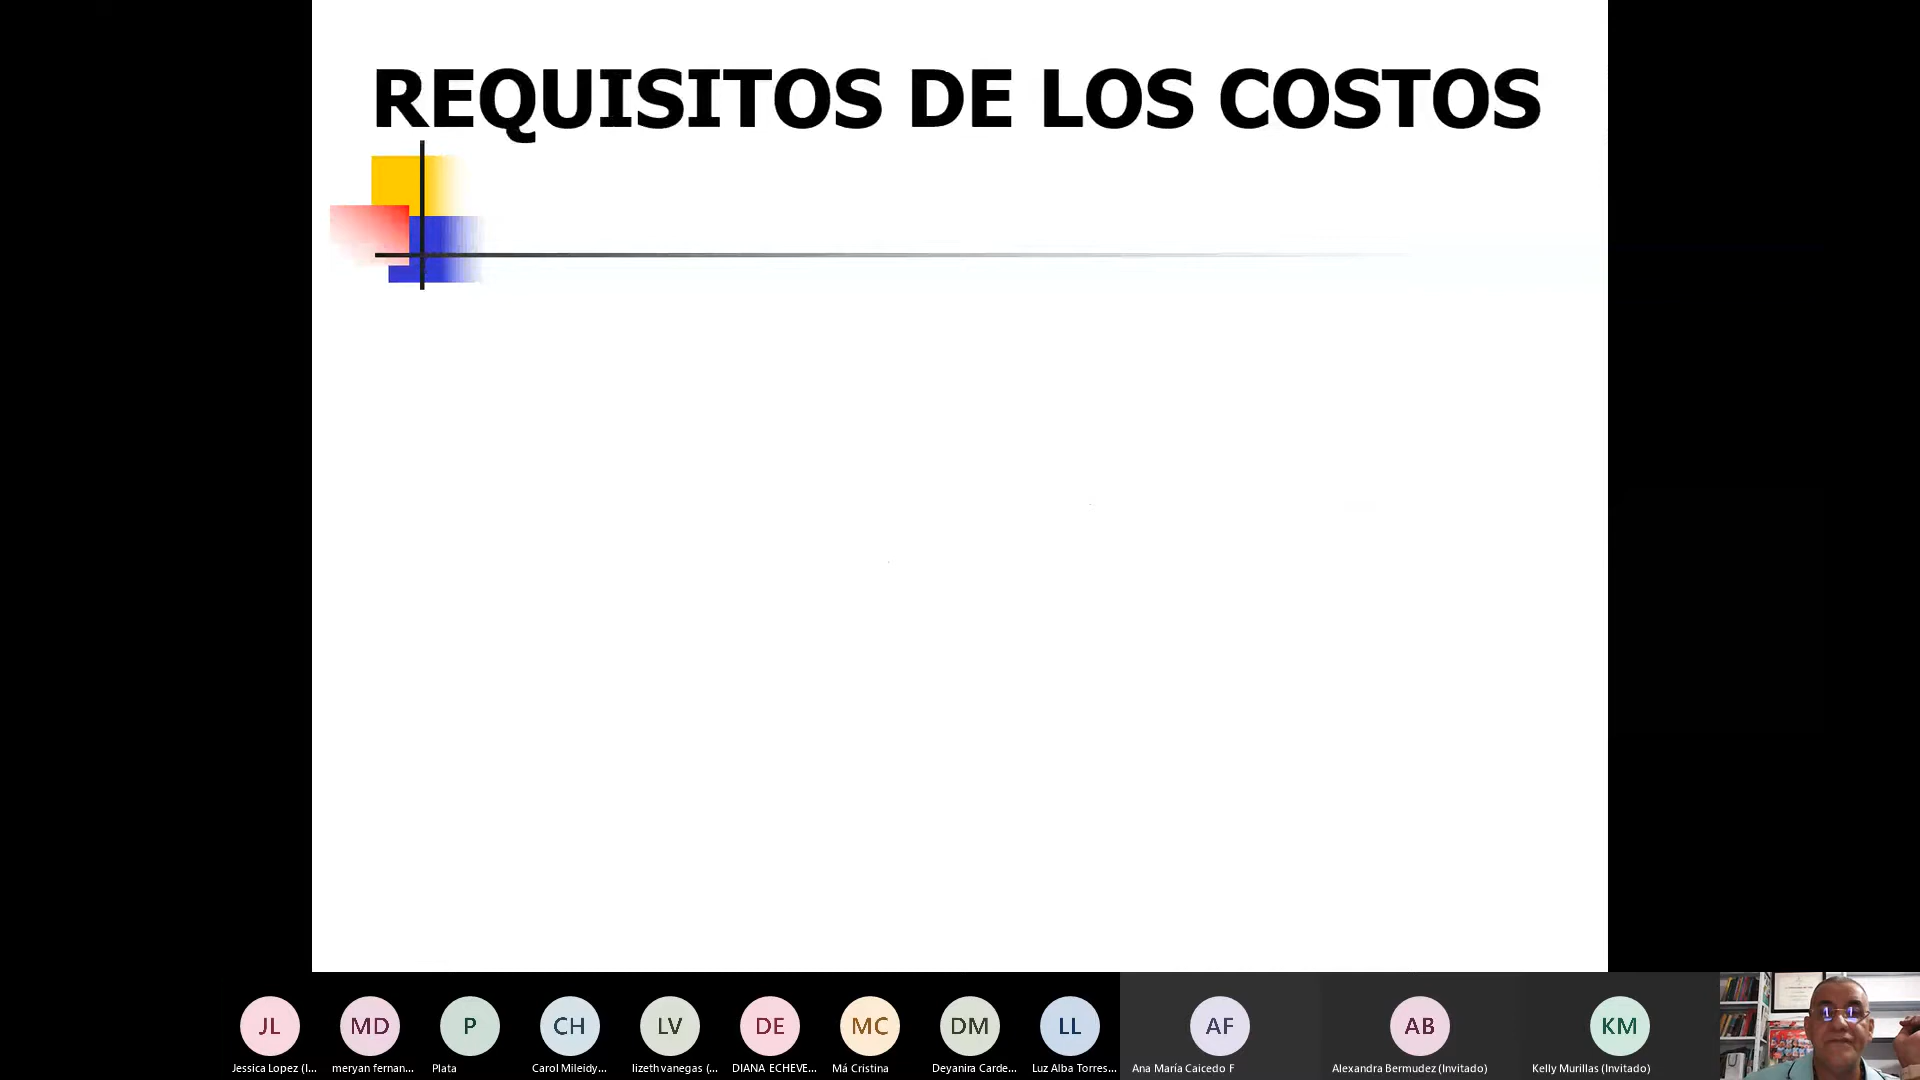 REQUISITOS DE LOS COSTOS
JL
MD
P
CH
LV
DE
MC
DM
LL
AF
AB
KM
Jessica Lopez (I...
meryan fernan...
Plata
Carol Mileidy...
lizethvanegas (...
DIANA ECHEVE...
Má Cristina
Deyanira Carde...
Luz Alba Torres...
Ana María Caicedo F
Alexandra Bermudez (Invitado)
Kelly Murillas (Invitado)